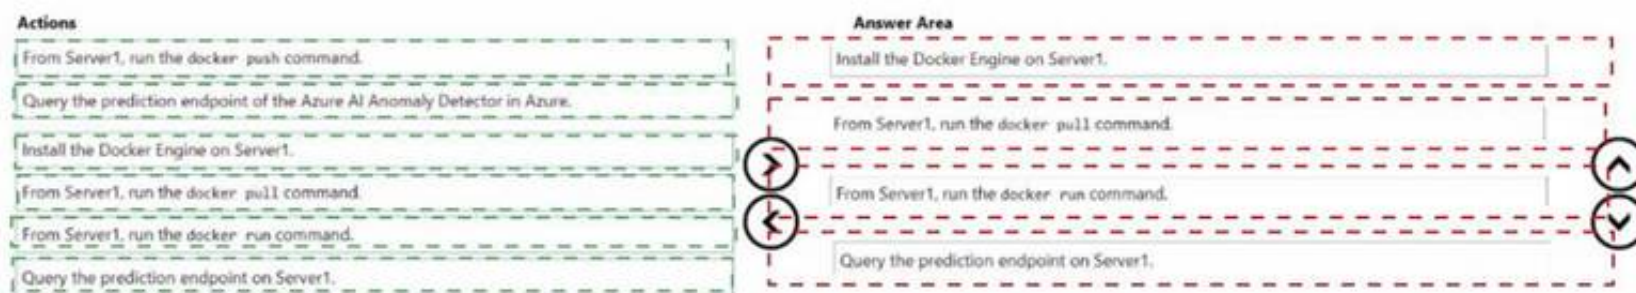 Actions
From Server1, run the docker push command.
Query the prediction endpoint of the Azure AI Anomaly Detector in Azure.
Install the Docker Engine on Server1.
From Server1, run the docker pull command.
From Server1, run the docker run command.
Query the prediction endpoint on Server1.
Answer Area
Install the Docker Engine on Server1.
From Server1, run the docker pull command.
From Server1, run the docker run command.
Query the prediction endpoint on Server1.